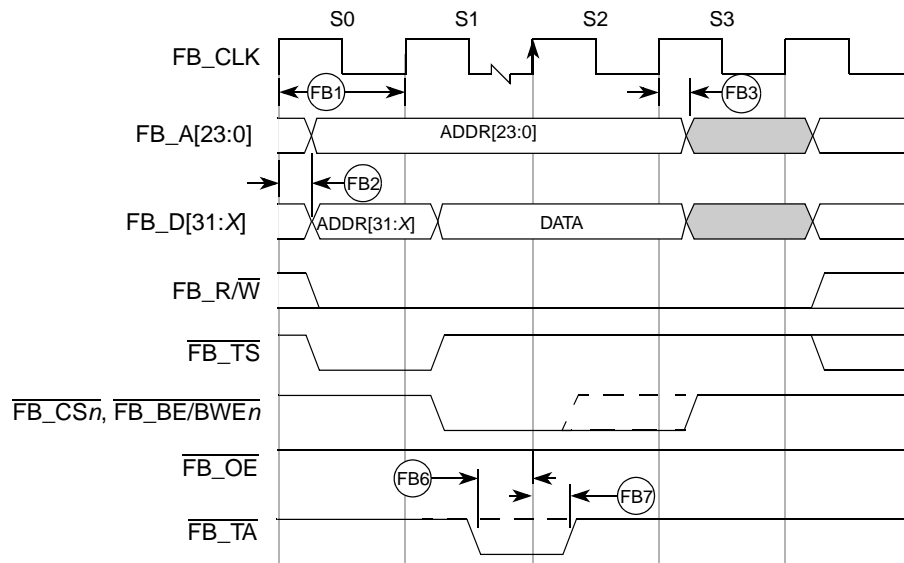 S0 S1 S2 S3
FB_CLK
FB1 FB3
FB_A[23:0] ADDR[23:0]
FB2
FB_D[31:X] ADDR[31:X] DATA
FB_R/W
FB_TS
FB_CSn, FB_BE/BWEn
FB_OE
FB6 FB7
FB_TA